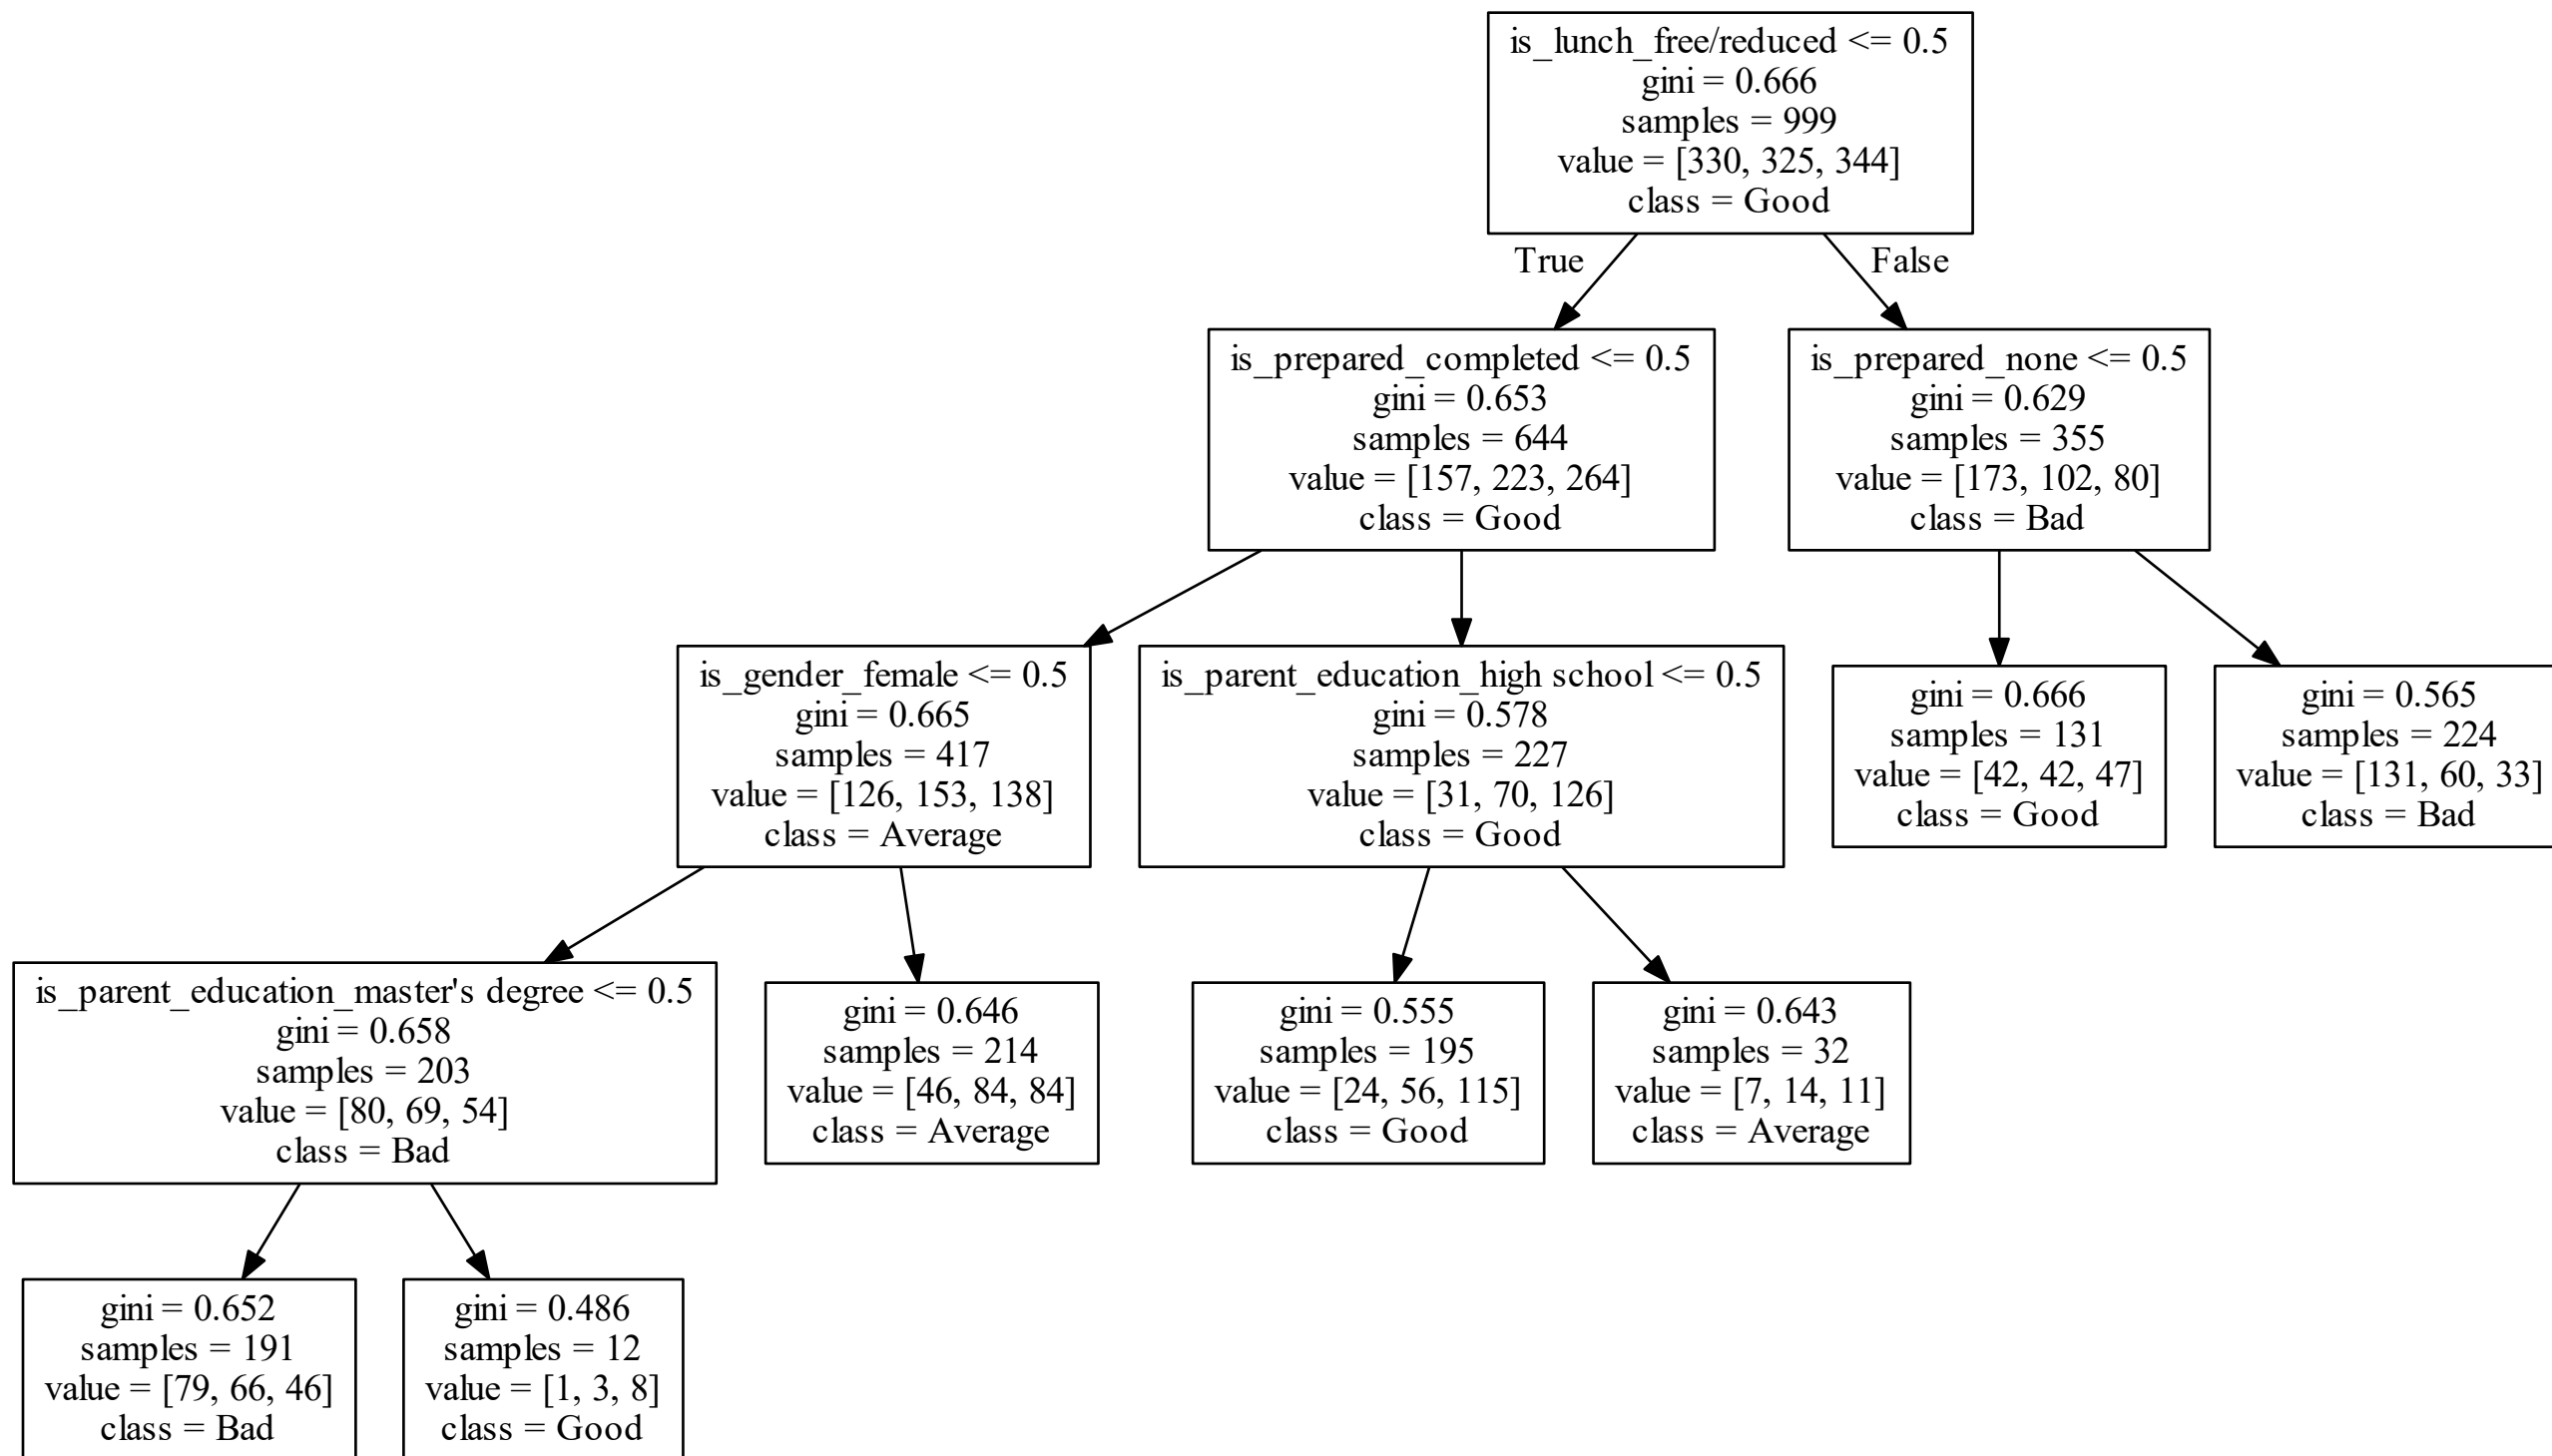 is_lunch_free/reduced <= 0.5
gini = 0.666
samples = 999
value = [330, 325, 344]
class = Good
True
False
is_prepared_completed <= 0.5
gini = 0.653
samples = 644
value = [157, 223, 264]
class = Good
is_prepared_none <= 0.5
gini = 0.629
samples = 355
value = [173, 102, 80]
class = Bad
is_gender_female <= 0.5
gini = 0.665
samples = 417
value = [126, 153, 138]
class = Average
is_parent_education_high school <= 0.5
gini = 0.578
samples = 227
value = [31, 70, 126]
class = Good
gini = 0.666
samples = 131
value = [42, 42, 47]
class = Good
gini = 0.565
samples = 224
value = [131, 60, 33]
class = Bad
is_parent_education_master's degree <= 0.5
gini = 0.658
samples = 203
value = [80, 69, 54]
class = Bad
gini = 0.646
samples = 214
value = [46, 84, 84]
class = Average
gini = 0.555
samples = 195
value = [24, 56, 115]
class = Good
gini = 0.643
samples = 32
value = [7, 14, 11]
class = Average
gini = 0.652
samples = 191
value = [79, 66, 46]
class = Bad
gini = 0.486
samples = 12
value = [1, 3, 8]
class = Good